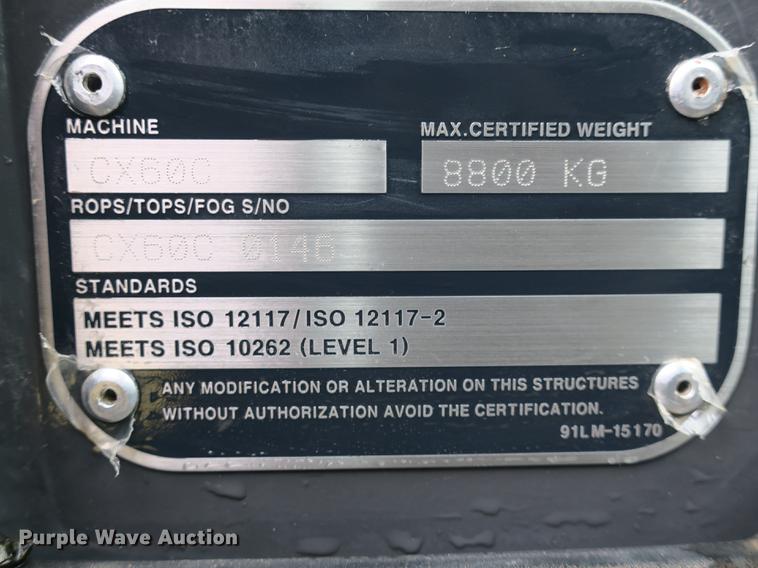 MACHINE
MAX.CERTIFIED WEIGHT
CX60C
8800 KG
ROPS/TOPS/FOG S/NO
CX60C 0146
STANDARDS
MEETS ISO 12117/ISO 12117-2
MEETS ISO 10262 (LEVEL 1)
ANY MODIFICATION OR ALTERATION ON THIS STRUCTURES
WITHOUT AUTHORIZATION AVOID THE CERTIFICATION.
91LM-15170
Purple Wave Auction